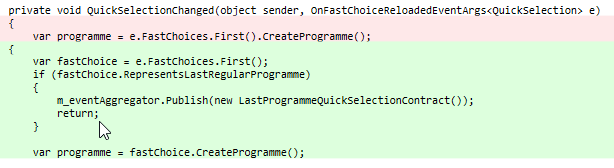 private void QuickSelectionChanged(object sender, OnFastChoiceReloadedEventArgs<QuickSelection> e)
{
    var programme = e.FastChoices.First().CreateProgramme();
{
    var fastChoice = e.FastChoices.First();
    if (fastChoice.RepresentsLastRegularProgramme)
    {
        m_eventAggregator.Publish(new LastProgrammeQuickSelectionContract());
        return;
    }
    var programme = fastChoice.CreateProgramme();